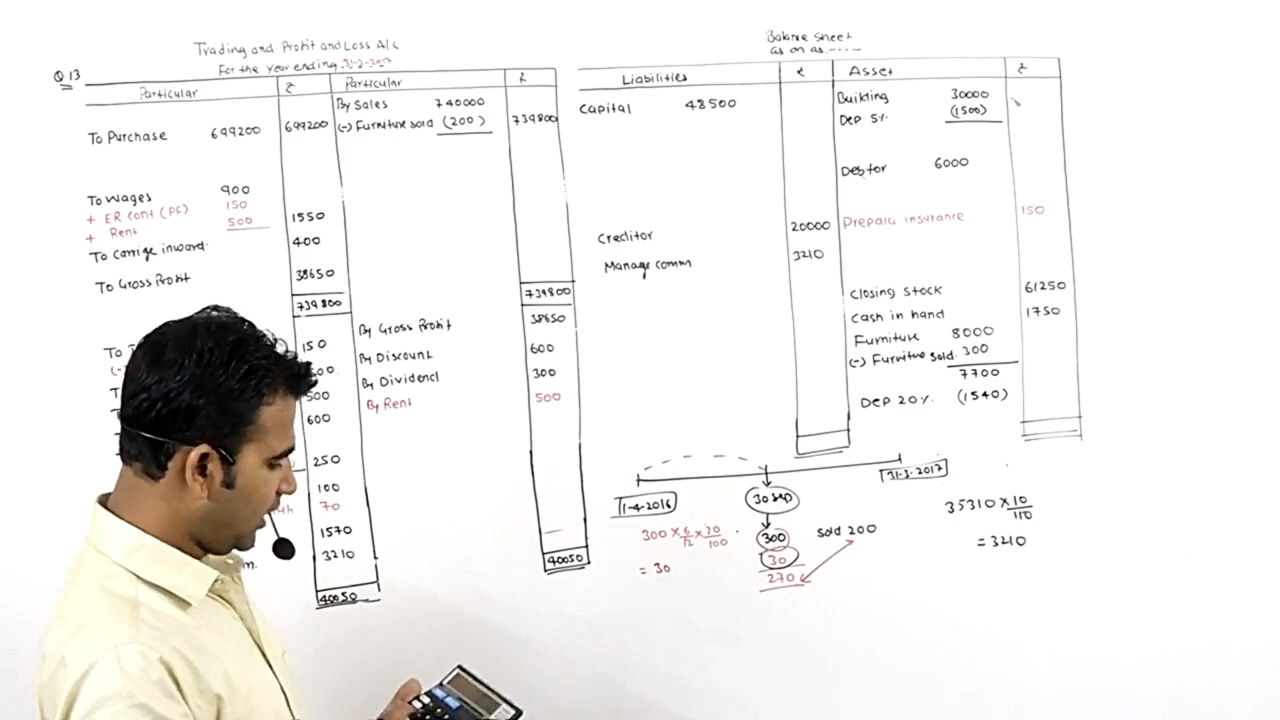 Trading and Profit and Loss A/c
For the year ending 31-3-2017
Q13
Particular ₹ Particular ₹
By Sales 740000
To Purchase 699200 699200 (-) Furniture sold (200) 739800
To Wages 900
+ ER Cont (PF) 150
+ Rent 500 1550
To Carrige inward 400
To Gross Profit 38650
739800 739800
By Gross Profit 38650
150 By Discount 600
By Dividend 300
500 By Rent 500
600
250
100
70
1570
3210
40050 40050
Balance Sheet
as on as.----
Liabilities ₹ Asset ₹
Capital 48500 Building 30000
Dep 5% (1500)
Debtor 6000
Creditor 20000 Prepaid insurance 150
Manage comm 3210
Closing Stock 61250
Cash in hand 1750
Furniture 8000
(-) Furniture sold. 300
7700
Dep 20% (1540)
1-4-2016 30 Sep 31-3-2017
300 × 6/12 × 20/100
= 30
300
30
270
Sold 200
35310 × 10/110
= 3210